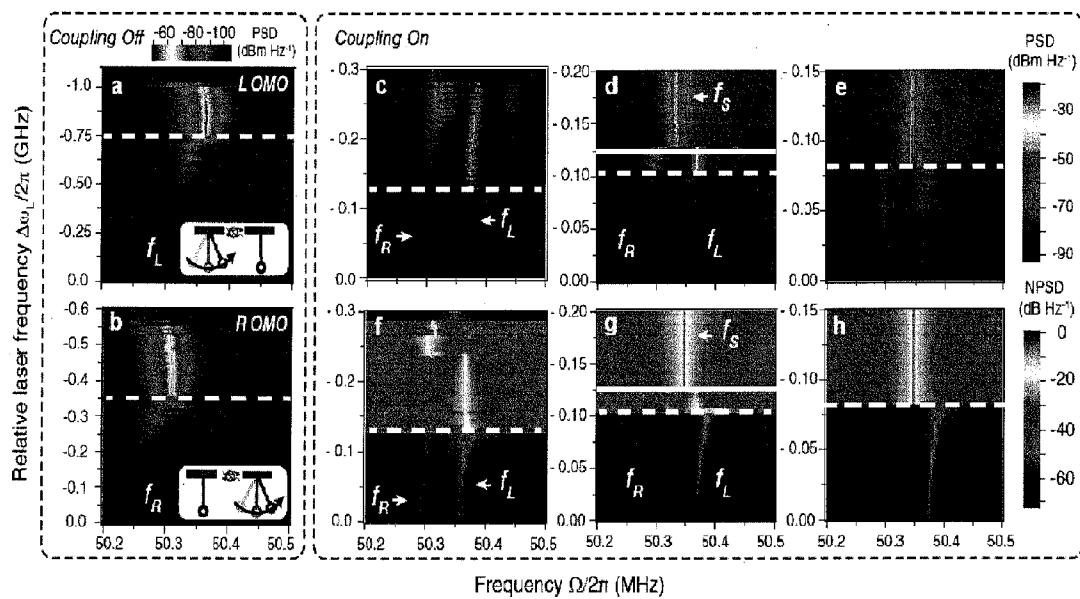 Coupling Off
-60 -80 -100
PSD
(dBm Hz⁻¹)
Coupling On
PSD
(dBm Hz⁻¹)
a
LOMO
-1.0
-0.75
-0.50
-0.25
0.0
f_L
c
- 0.3
- 0.2
- 0.1
0.0
f_R
f_L
d
- 0.20
- 0.15
- 0.10
- 0.05
0.00
f_S
f_R
f_L
e
- 0.15
- 0.10
- 0.05
0.00
-30
-50
-70
-90
Relative laser frequency Δω_L/2π (GHz)
b
ROMO
-0.6
-0.5
-0.4
-0.3
-0.2
-0.1
0.0
f_R
f
- 0.3
- 0.2
- 0.1
0.0
f_R
f_L
g
- 0.20
- 0.15
- 0.10
- 0.05
0.00
f_S
f_R
f_L
h
- 0.15
- 0.10
- 0.05
0.00
NPSD
(dB Hz⁻¹)
0
-20
-40
-60
50.2 50.3 50.4 50.5
50.2 50.3 50.4 50.5
50.2 50.3 50.4 50.5
50.2 50.3 50.4 50.5
Frequency Ω/2π (MHz)